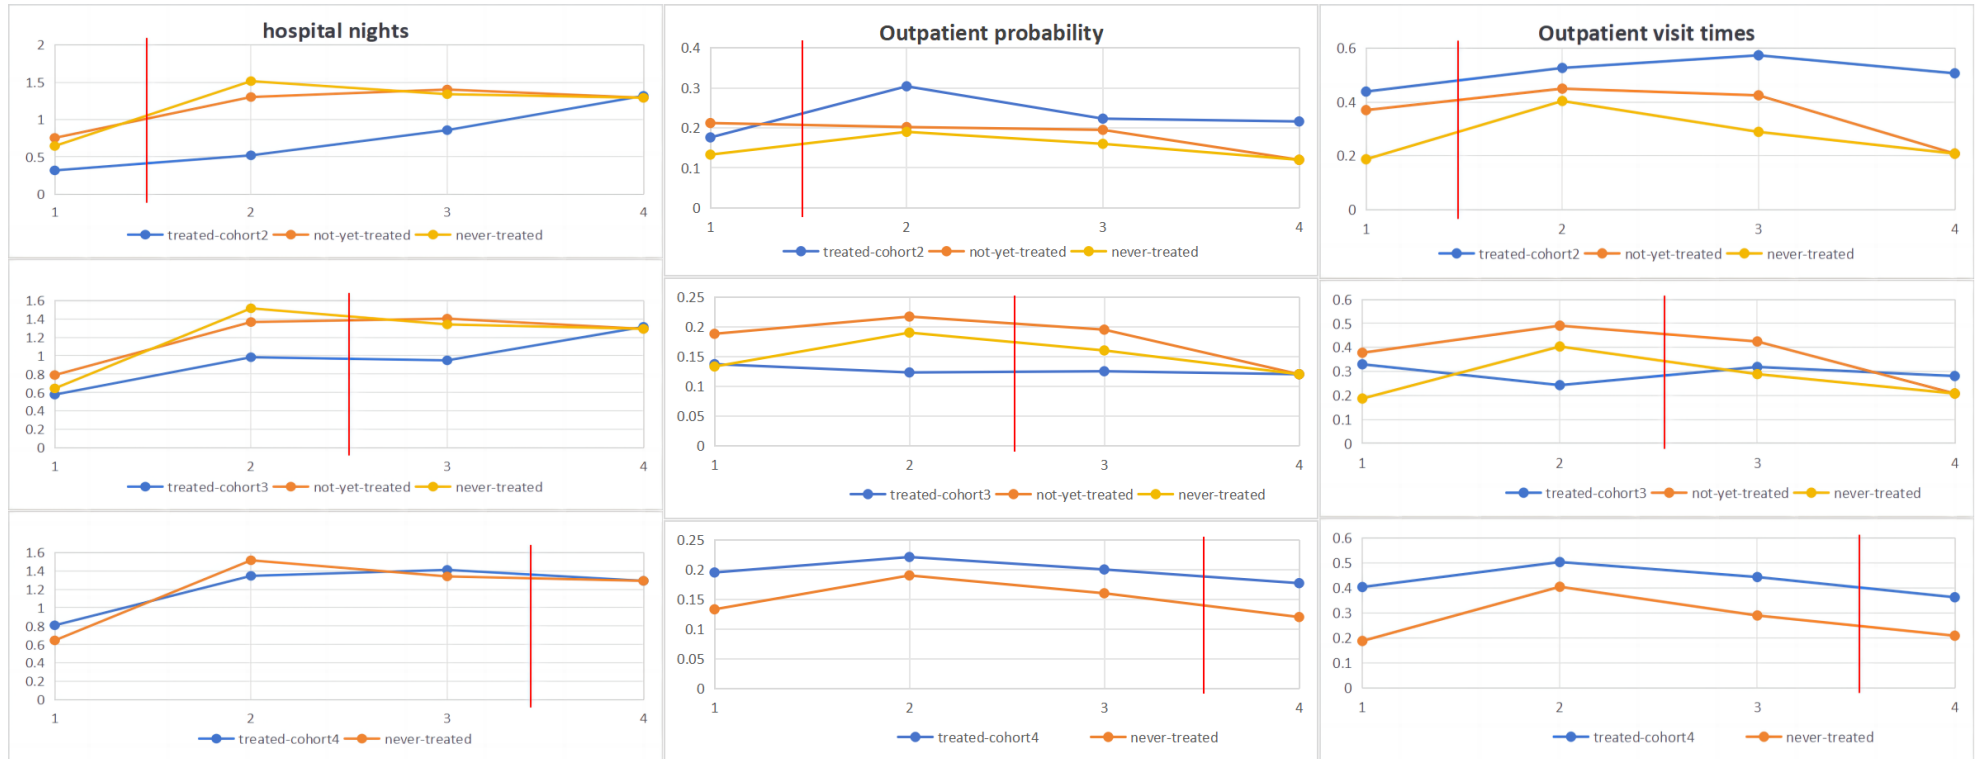 hospital nights
2
1.5
1
0.5
0
1 2 3 4
treated-cohort2 not-yet-treated never-treated
Outpatient probability
0.4
0.3
0.2
0.1
0
1 2 3 4
treated-cohort2 not-yet-treated never-treated
Outpatient visit times
0.6
0.4
0.2
0
1 2 3 4
treated-cohort2 not-yet-treated never-treated
1.6
1.4
1.2
1
0.8
0.6
0.4
0.2
0
1 2 3 4
treated-cohort3 not-yet-treated never-treated
0.25
0.2
0.15
0.1
0.05
0
1 2 3 4
treated-cohort3 not-yet-treated never-treated
0.6
0.5
0.4
0.3
0.2
0.1
0
1 2 3 4
treated-cohort3 not-yet-treated never-treated
1.6
1.4
1.2
1
0.8
0.6
0.4
0.2
0
1 2 3 4
treated-cohort4 never-treated
0.25
0.2
0.15
0.1
0.05
0
1 2 3 4
treated-cohort4 never-treated
0.6
0.5
0.4
0.3
0.2
0.1
0
1 2 3 4
treated-cohort4 never-treated